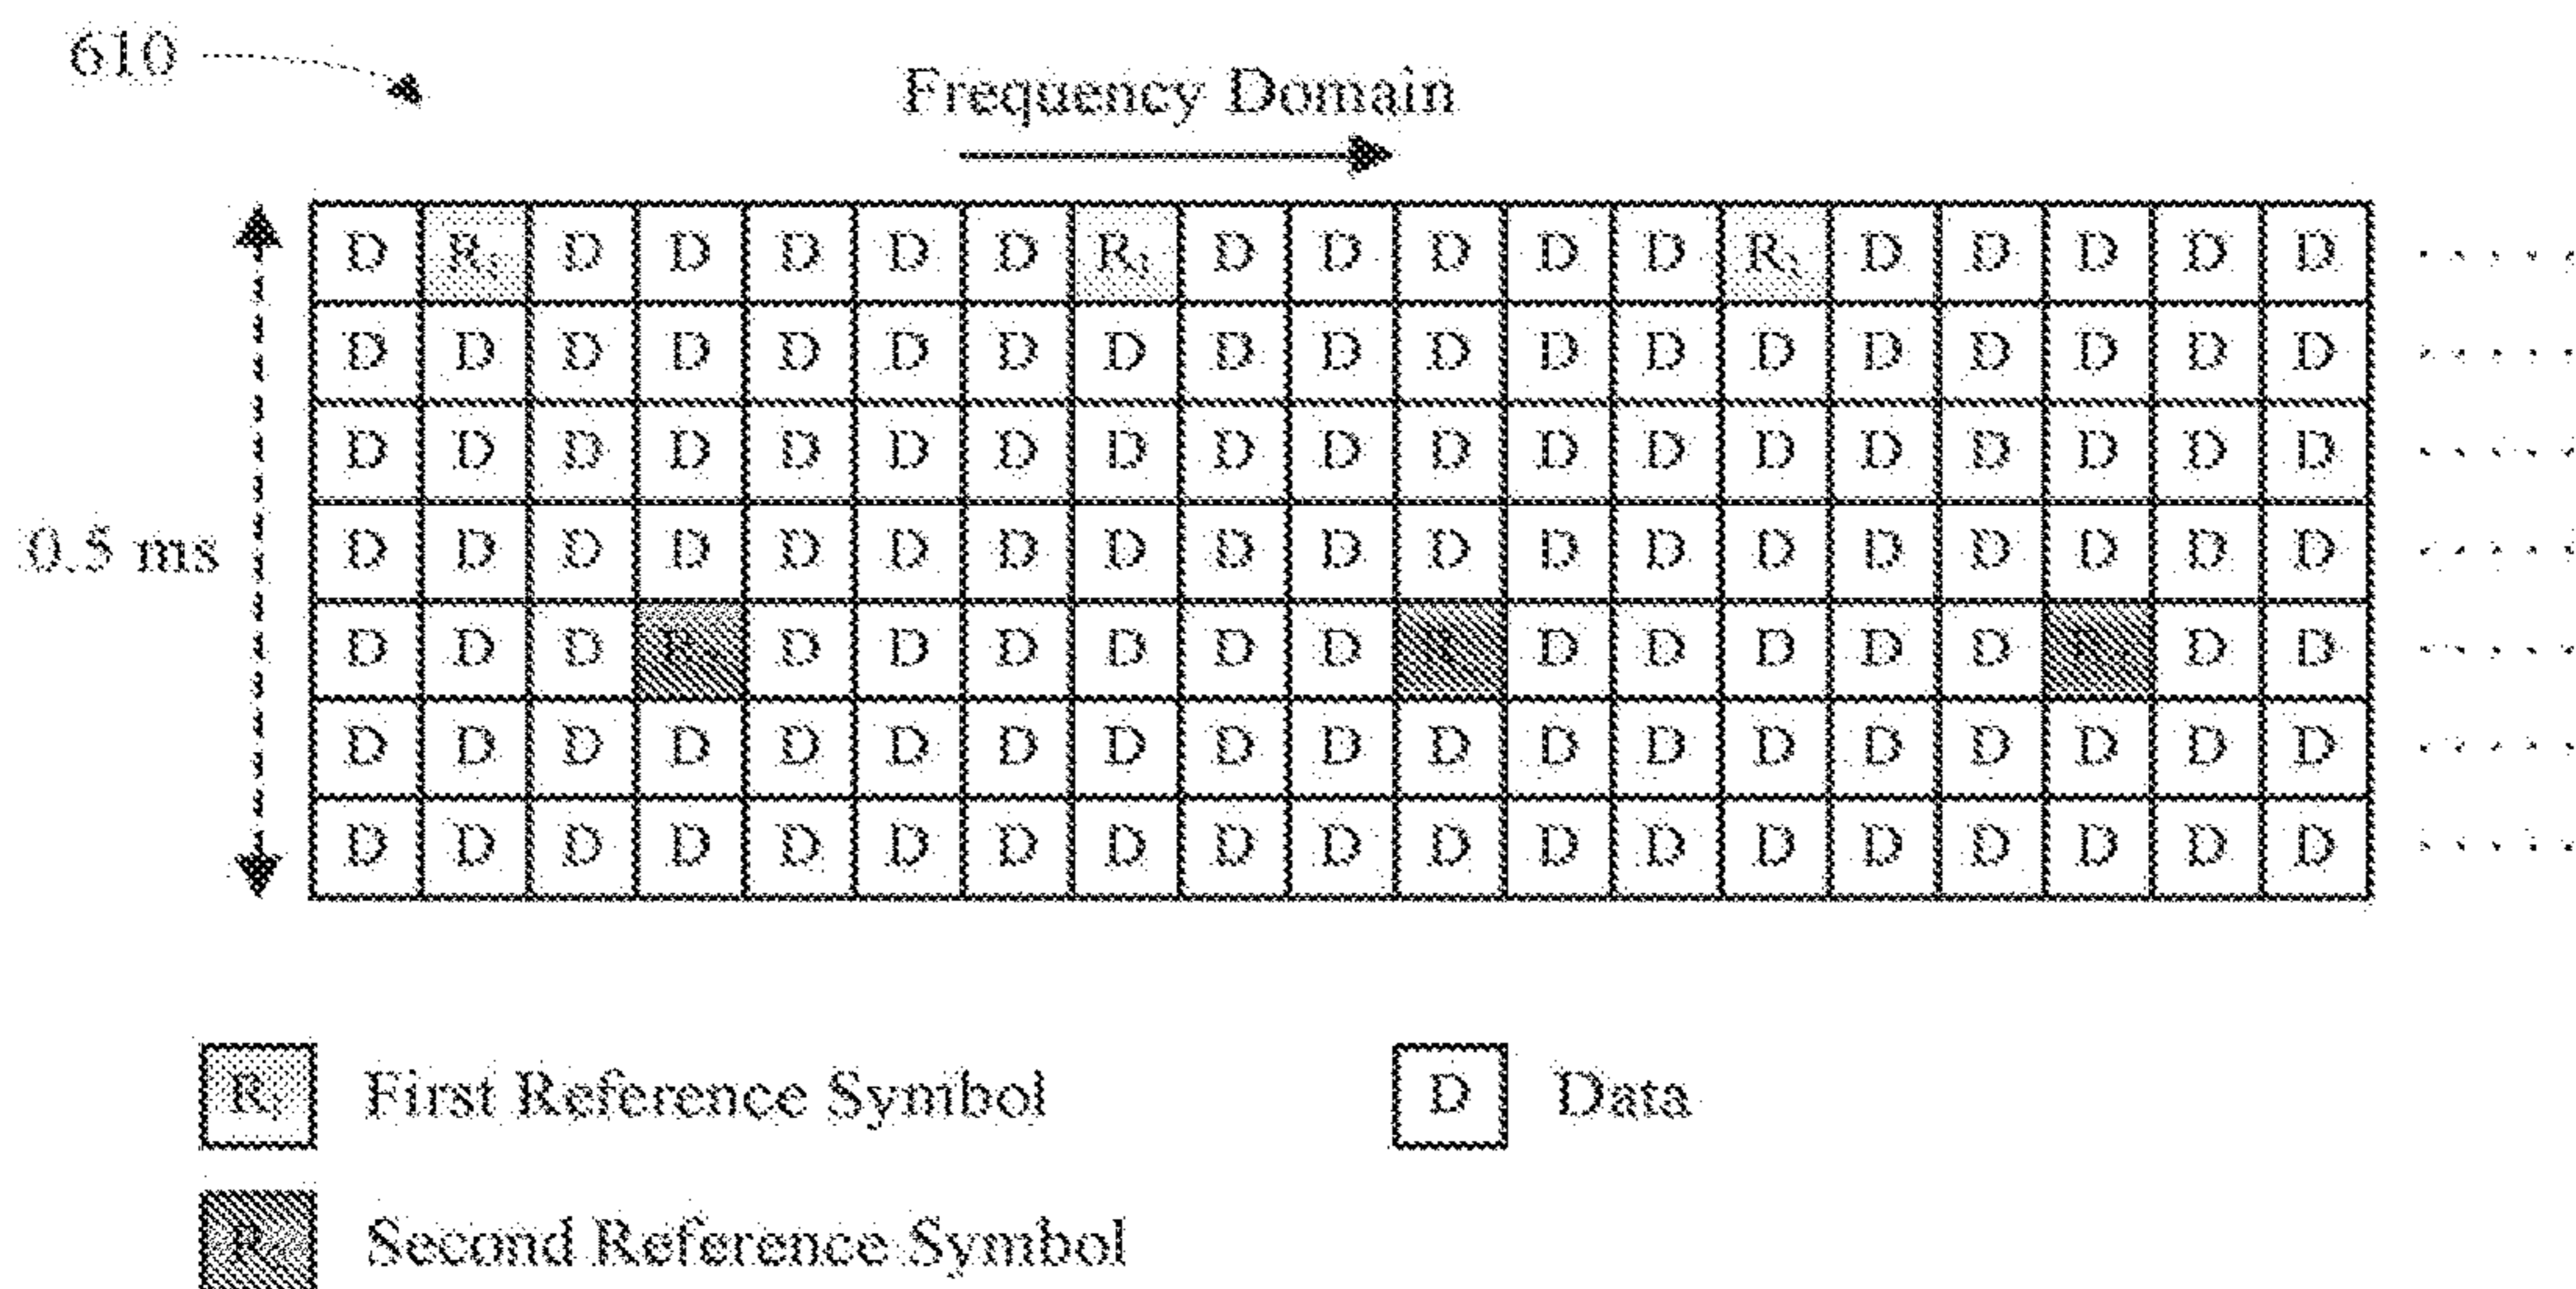 610
Frequency Domain
D R₁ D D D D D R₁ D D D D D R₁ D D D D D . . . . .
D D D D D D D D D D D D D D D D D D D . . . . .
D D D D D D D D D D D D D D D D D D D . . . . .
0.5 ms
D D D D D D D D D D D D D D D D D D D . . . . .
D D D R D D D D D D R D D D D D R D D . . . . .
D D D D D D D D D D D D D D D D D D D . . . . .
D D D D D D D D D D D D D D D D D D D . . . . .
R₁ First Reference Symbol
D Data
R Second Reference Symbol